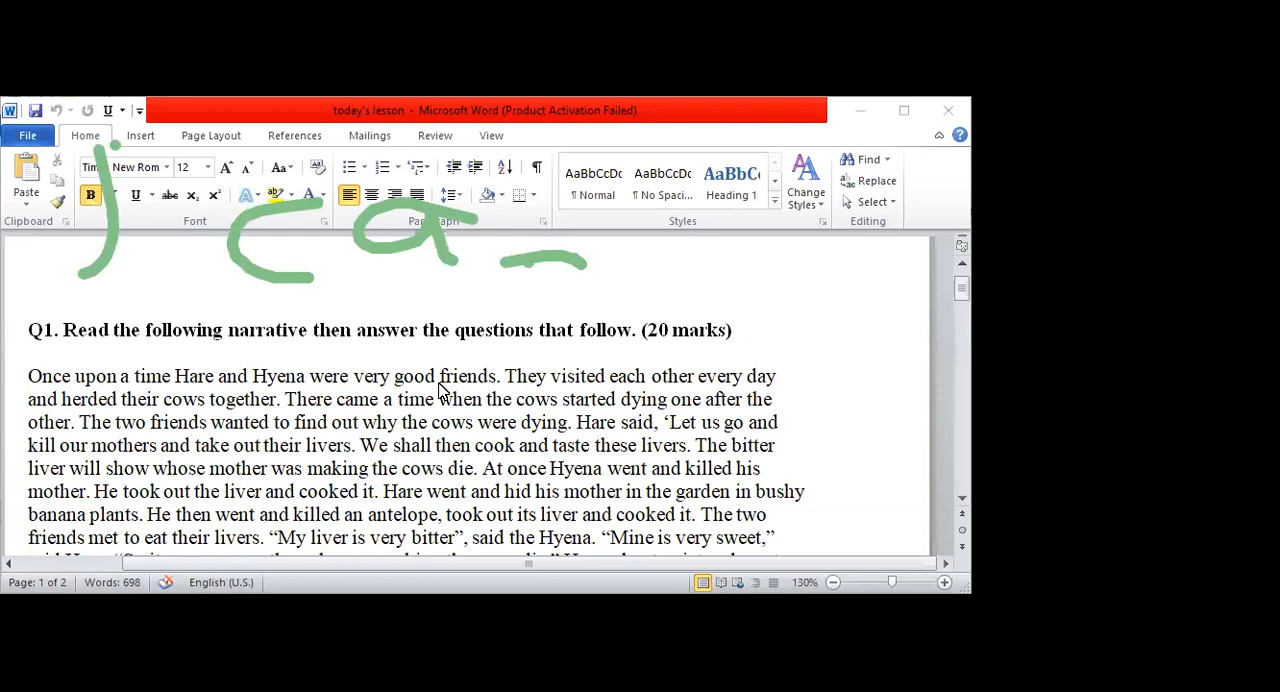 today's lesson - Microsoft Word (Product Activation Failed)
File Home Insert Page Layout References Mailings Review View
New Rom 12 Aa
Paste
B U abc x₂ x² A ab A
AaBbCcDc AaBbCcDc AaBbCc
¶ Normal ¶ No Spaci... Heading 1
Change Styles
Find
Replace
Select
Clipboard Font Styles Editing
j ca
Q1. Read the following narrative then answer the questions that follow. (20 marks)
Once upon a time Hare and Hyena were very good friends. They visited each other every day
and herded their cows together. There came a time when the cows started dying one after the
other. The two friends wanted to find out why the cows were dying. Hare said, ‘Let us go and
kill our mothers and take out their livers. We shall then cook and taste these livers. The bitter
liver will show whose mother was making the cows die. At once Hyena went and killed his
mother. He took out the liver and cooked it. Hare went and hid his mother in the garden in bushy
banana plants. He then went and killed an antelope, took out its liver and cooked it. The two
friends met to eat their livers. “My liver is very bitter”, said the Hyena. “Mine is very sweet,”
Page: 1 of 2 Words: 698 English (U.S.) 130%